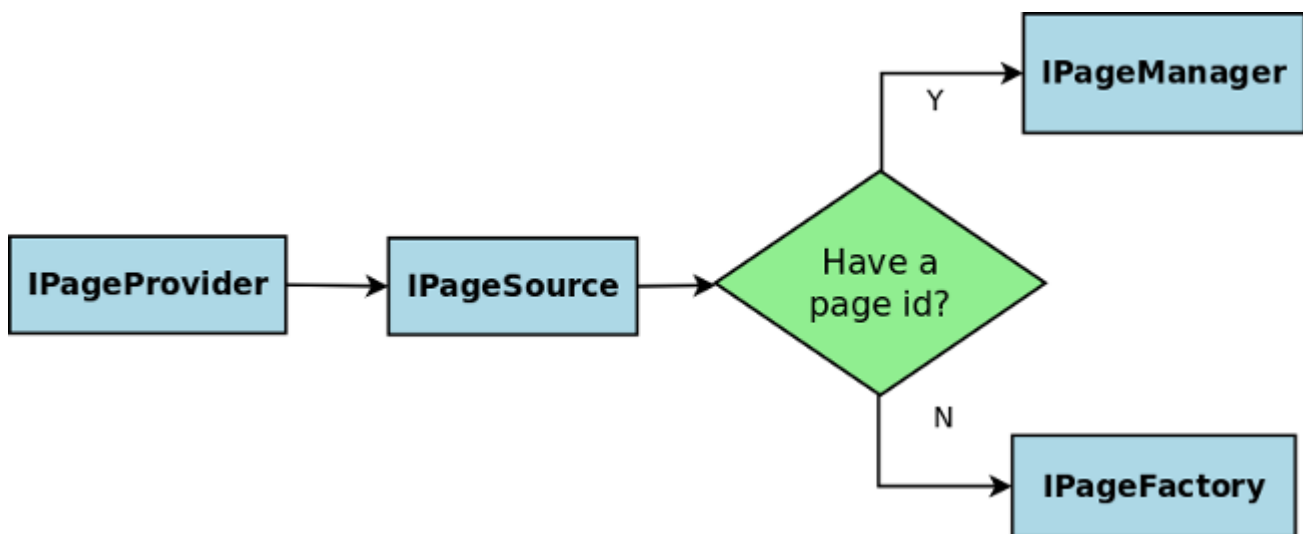 IPageManager
Y
IPageProvider
IPageSource
Have a
page id?
N
IPageFactory